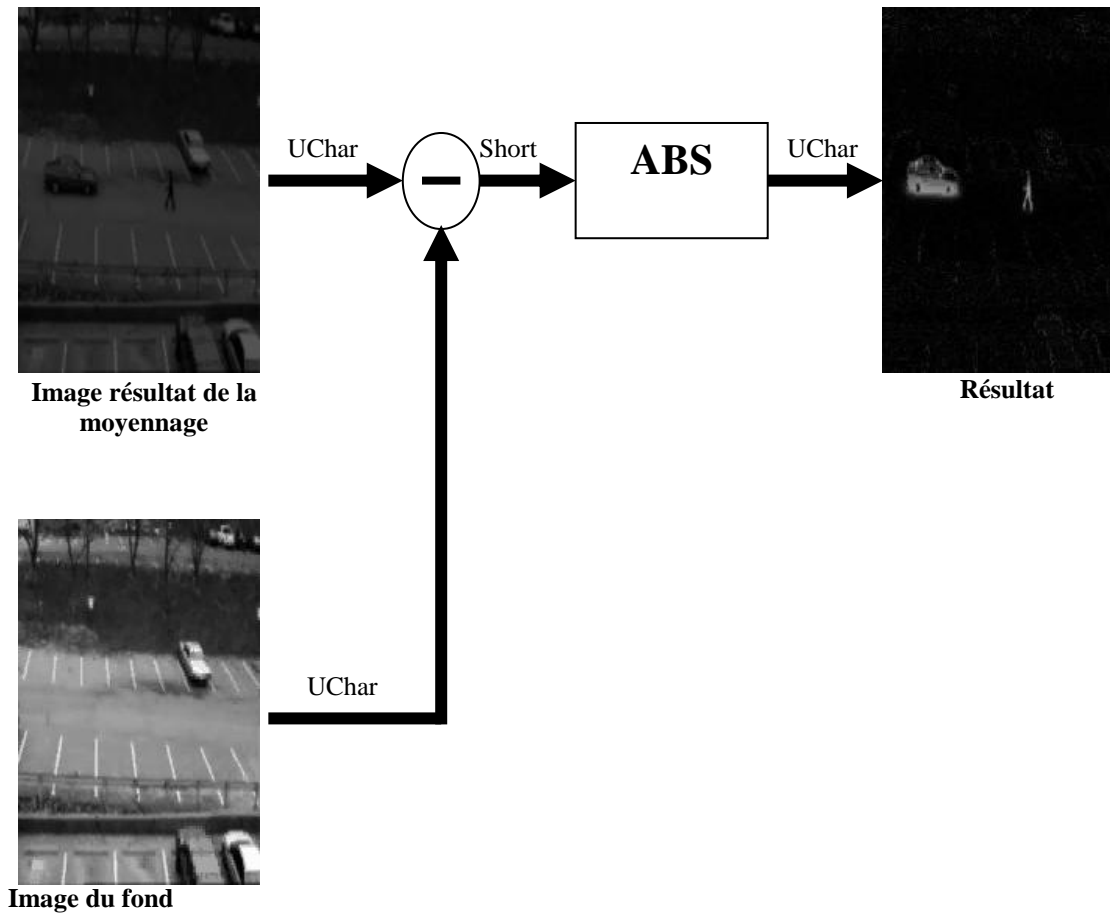 UChar
Short
ABS
UChar
Image résultat de la
moyennage
Résultat
UChar
Image du fond